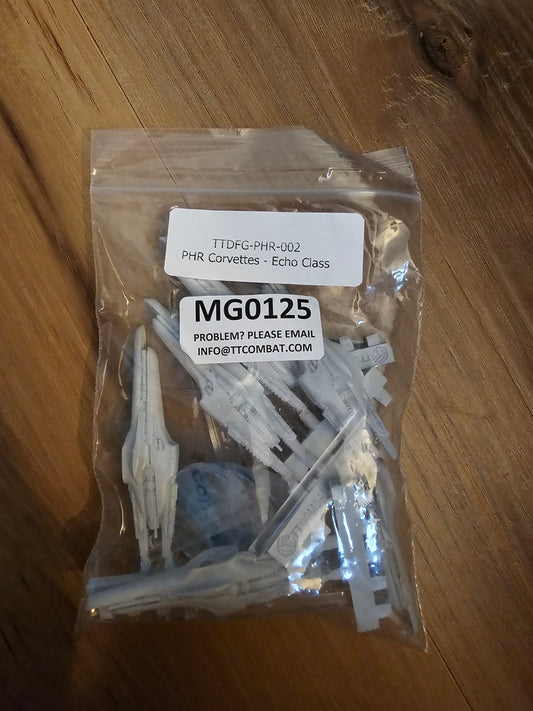 TTDFG-PHR-002
PHR Corvettes - Echo Class
MG0125
PROBLEM? PLEASE EMAIL
INFO@TTCOMBAT.COM